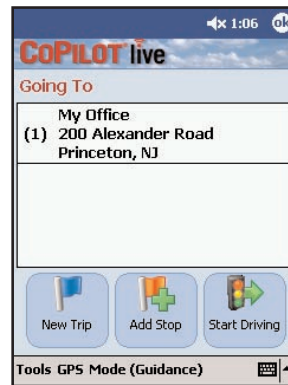 1:06 ok
CoPILOT live
Going To
My Office
(1) 200 Alexander Road
Princeton, NJ
New Trip Add Stop Start Driving
Tools GPS Mode (Guidance)